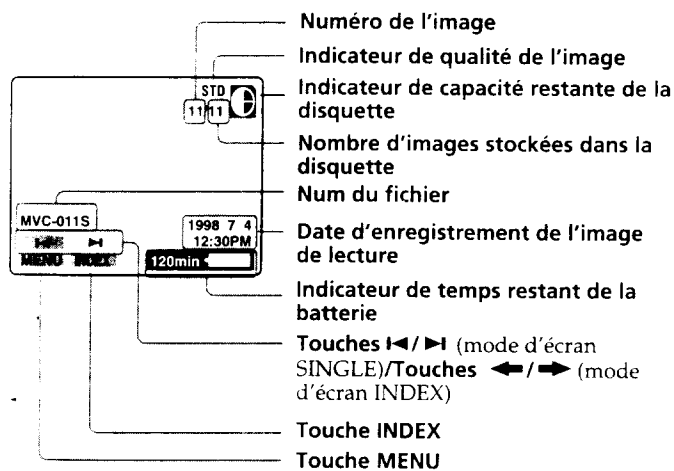 Numéro de l'image
Indicateur de qualité de l'image
Indicateur de capacité restante de la
disquette
Nombre d'images stockées dans la
disquette
Num du fichier
Date d'enregistrement de l'image
de lecture
Indicateur de temps restant de la
batterie
Touches I◄/►I (mode d'écran
SINGLE)/Touches ←/→ (mode
d'écran INDEX)
Touche INDEX
Touche MENU
STD
11 11
MVC-011S
1998 7 4
12:30PM
►I
MENU INDEX
120min